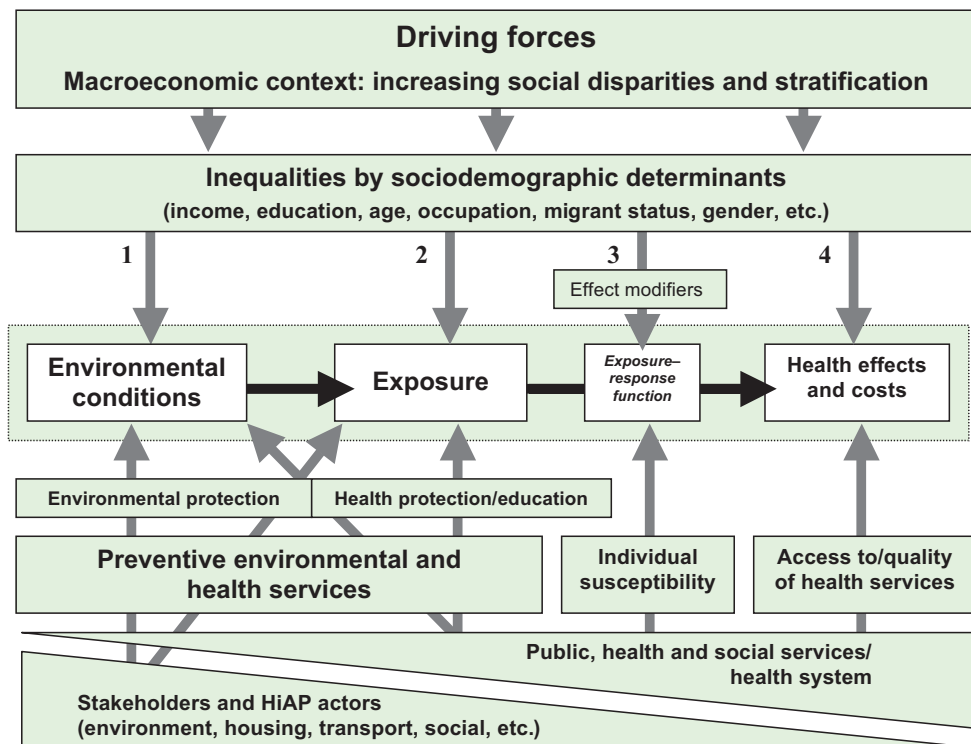 Driving forces
Macroeconomic context: increasing social disparities and stratification
Inequalities by sociodemographic determinants
(income, education, age, occupation, migrant status, gender, etc.)
1
2
3
4
Effect modifiers
Environmental
conditions
Exposure
Exposure–
response
function
Health effects
and costs
Environmental protection
Health protection/education
Preventive environmental and
health services
Individual
susceptibility
Access to/quality
of health services
Public, health and social services/
health system
Stakeholders and HiAP actors
(environment, housing, transport, social, etc.)